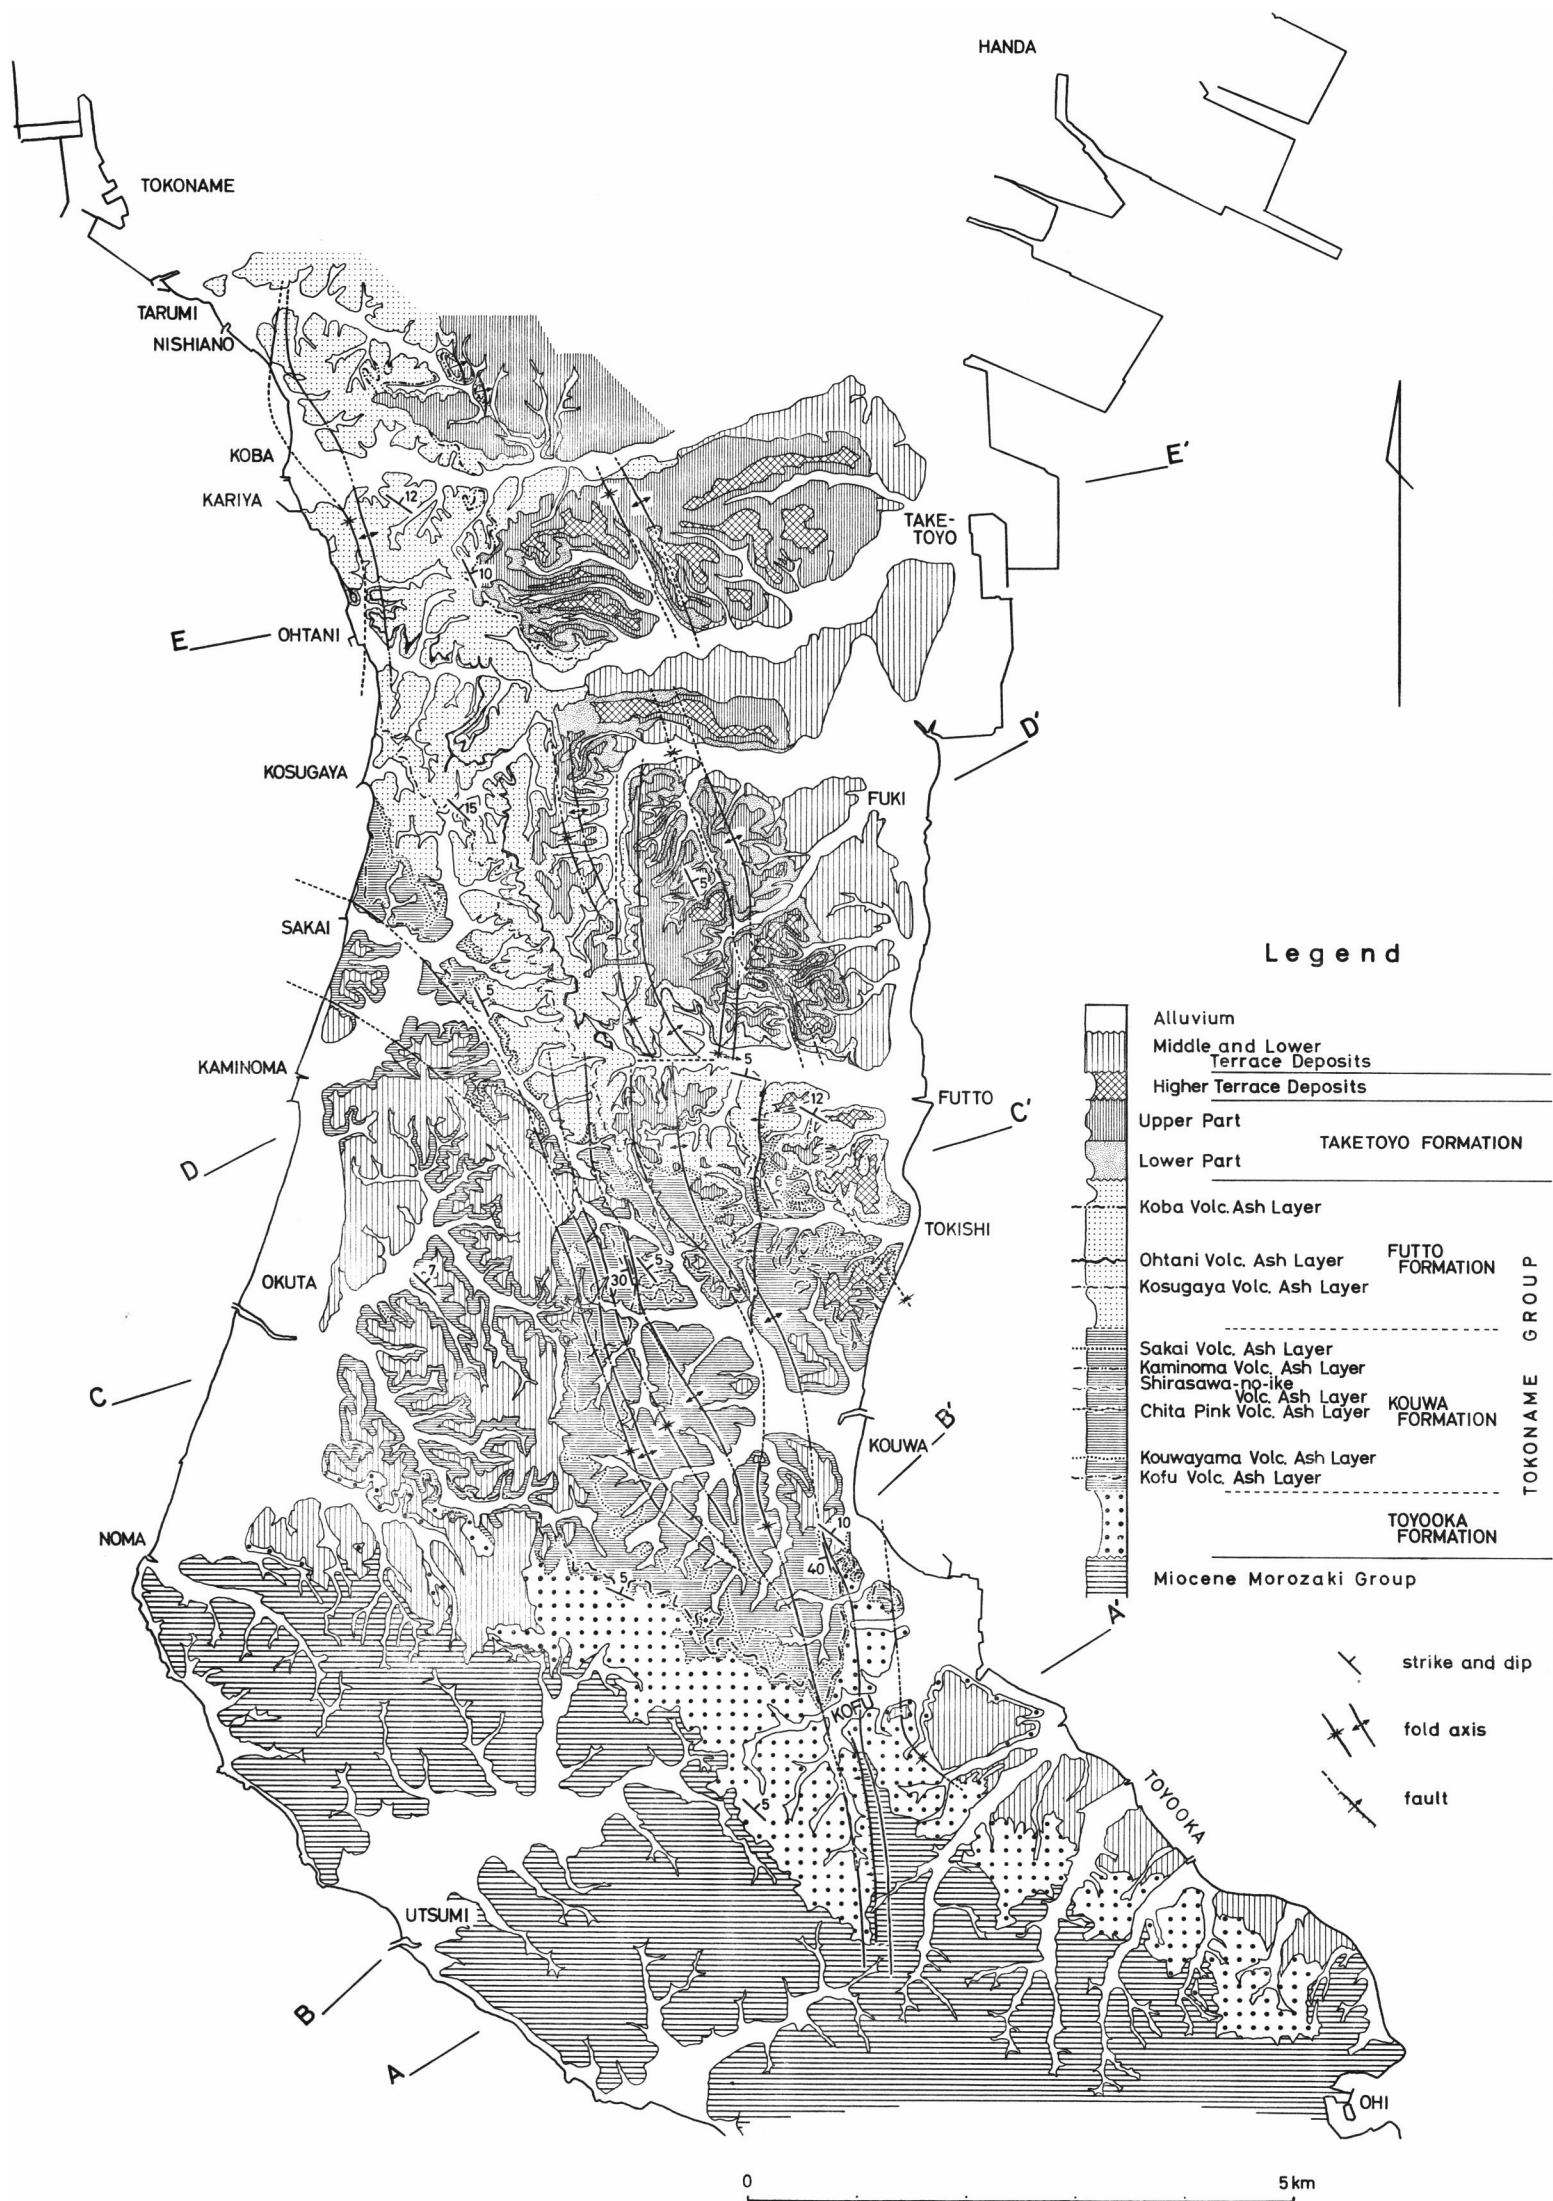 HANDA
TOKONAME
TARUMI
NISHIANO
KOBA
E'
KARIYA
12
TAKE-
TOYO
10
E
OHTANI
D'
KOSUGAYA
15
FUKI
5
SAKAI
5
KAMINOMA
5
FUTTO
12
C'
D
6
TOKISHI
5
7
30
OKUTA
C
B'
KOUWA
NOMA
10
40
5
A'
KOFU
TOYOOKA
5
UTSUMI
B
A
OHI
0 5km
Legend
Alluvium
Middle and Lower
Terrace Deposits
Higher Terrace Deposits
Upper Part
TAKETOYO FORMATION
Lower Part
Koba Volc. Ash Layer
Ohtani Volc. Ash Layer
FUTTO
FORMATION
Kosugaya Volc. Ash Layer
Sakai Volc. Ash Layer
Kaminoma Volc. Ash Layer
Shirasawa-no-ike
Volc. Ash Layer
Chita Pink Volc. Ash Layer
KOUWA
FORMATION
Kouwayama Volc. Ash Layer
Kofu Volc. Ash Layer
TOKONAME GROUP
TOYOOKA
FORMATION
Miocene Morozaki Group
strike and dip
fold axis
fault